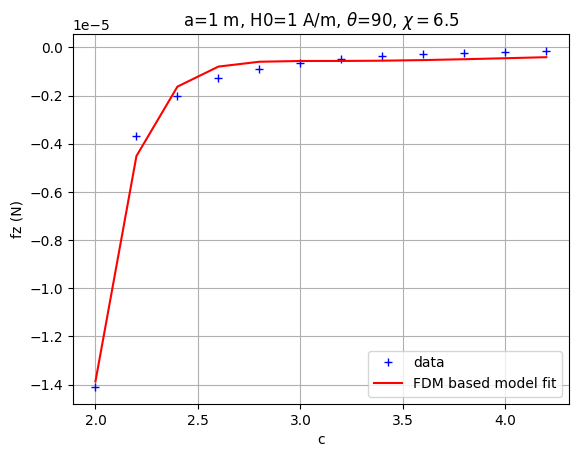 a=1 m, H0=1 A/m, θ=90, χ = 6.5
1e−5
0.0
−0.2
−0.4
−0.6
−0.8
−1.0
−1.2
−1.4
fz (N)
2.0 2.5 3.0 3.5 4.0
c
data
FDM based model fit